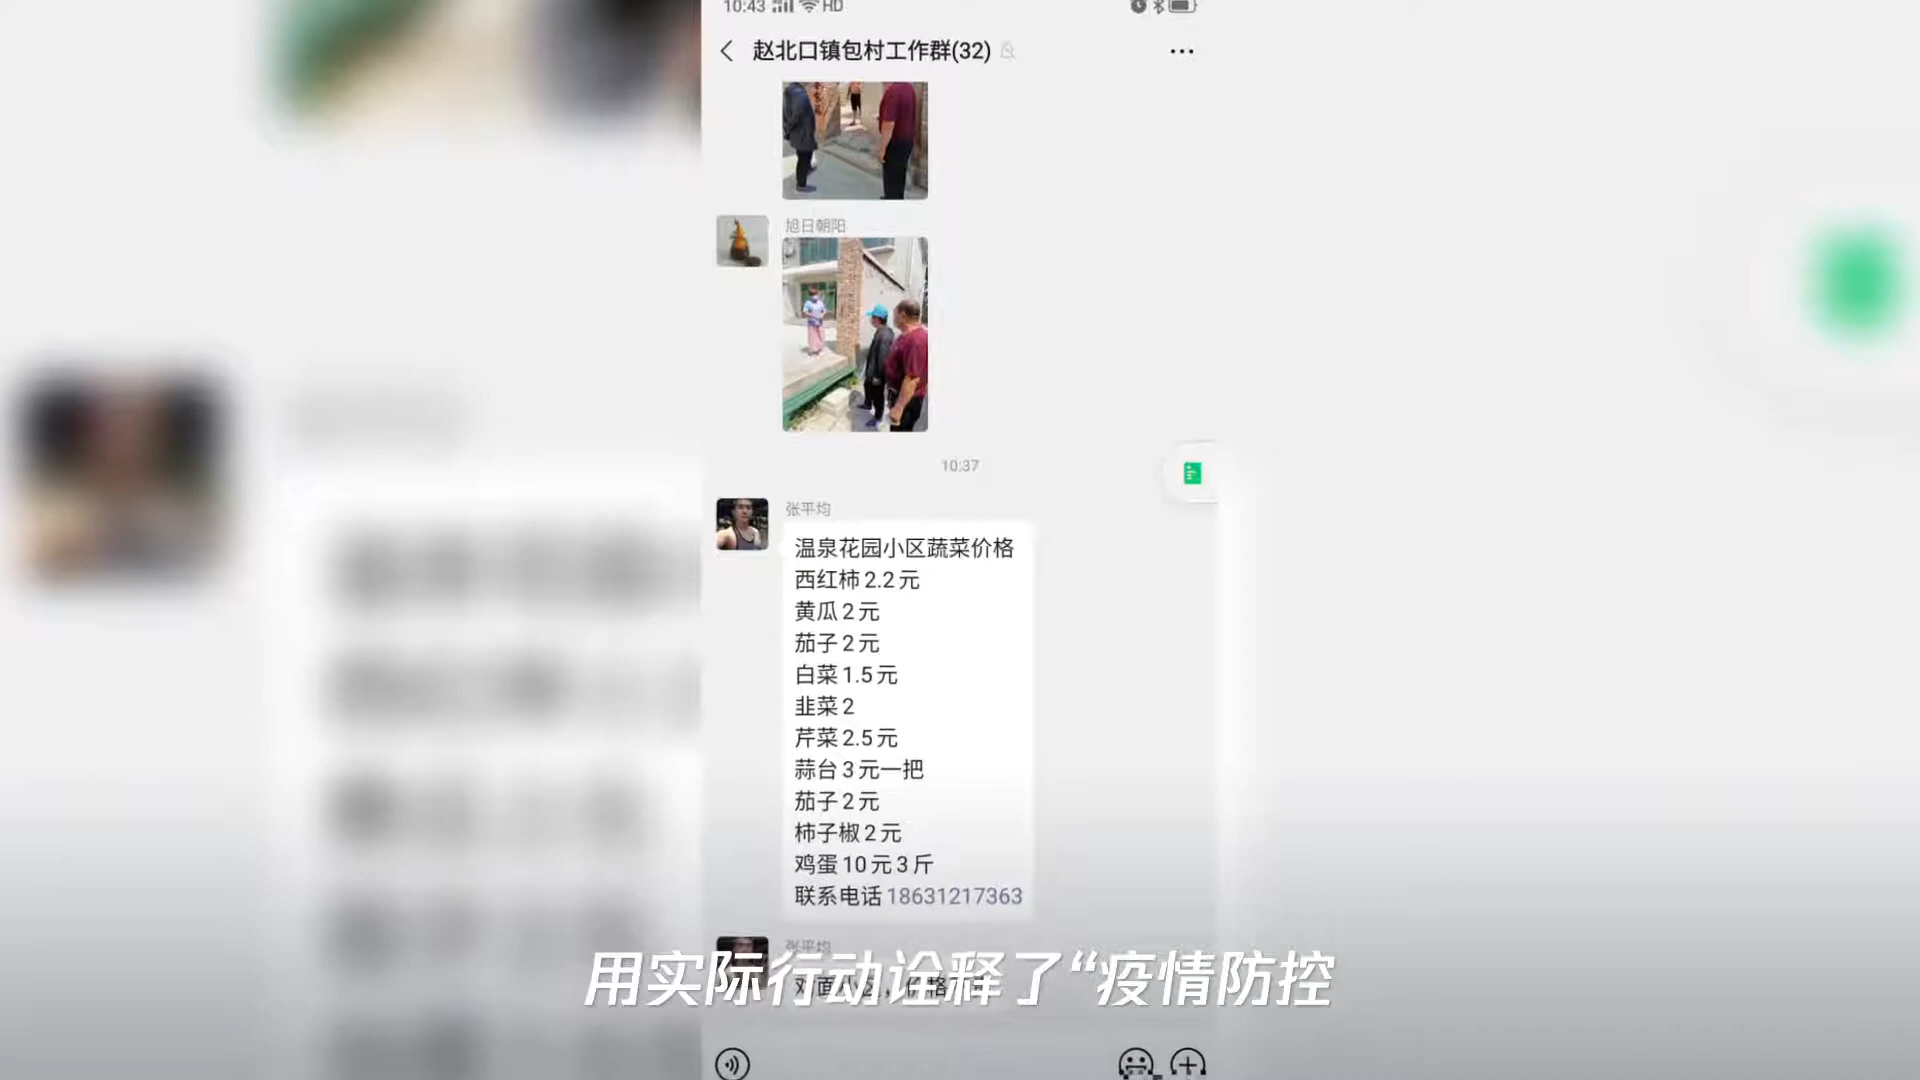 10:43 HD
赵北口镇包村工作群(32)
旭日朝阳
10:37
张平均
温泉花园小区蔬菜价格
西红柿2.2元
黄瓜2元
茄子2元
白菜1.5元
韭菜2
芹菜2.5元
蒜台3元一把
茄子2元
柿子椒2元
鸡蛋10元3斤
联系电话18631217363
张平均
用实际行动诠释了“疫情防控